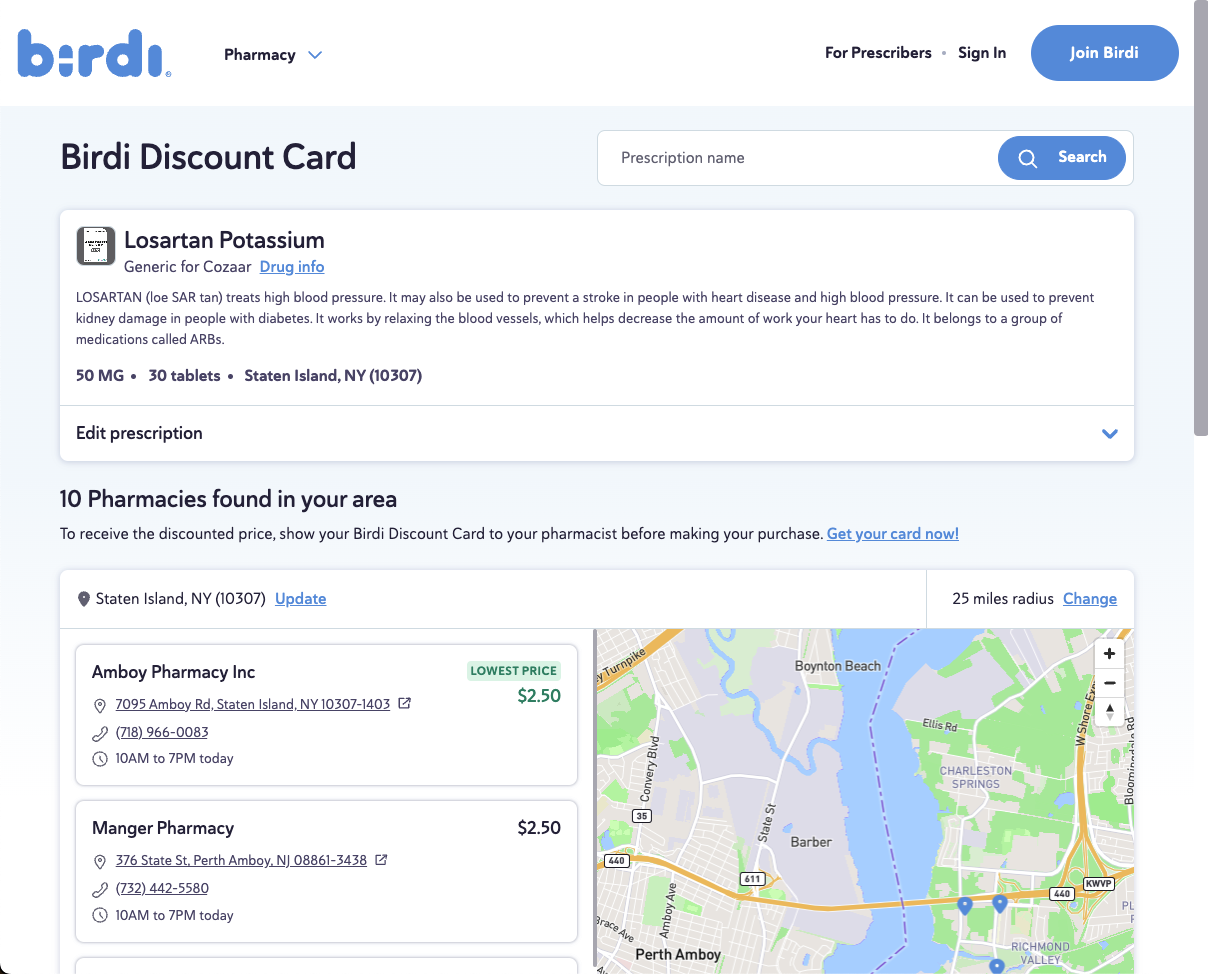 birdi®
Pharmacy
For Prescribers • Sign In
Join Birdi
Birdi Discount Card
Prescription name
Search
Losartan Potassium
Generic for Cozaar Drug info
LOSARTAN (loe SAR tan) treats high blood pressure. It may also be used to prevent a stroke in people with heart disease and high blood pressure. It can be used to prevent
kidney damage in people with diabetes. It works by relaxing the blood vessels, which helps decrease the amount of work your heart has to do. It belongs to a group of
medications called ARBs.
50 MG • 30 tablets • Staten Island, NY (10307)
Edit prescription
10 Pharmacies found in your area
To receive the discounted price, show your Birdi Discount Card to your pharmacist before making your purchase. Get your card now!
Staten Island, NY (10307) Update
25 miles radius Change
Amboy Pharmacy Inc
LOWEST PRICE
$2.50
7095 Amboy Rd, Staten Island, NY 10307-1403
(718) 966-0083
10AM to 7PM today
Manger Pharmacy
$2.50
376 State St, Perth Amboy, NJ 08861-3438
(732) 442-5580
10AM to 7PM today
y Turnpike
Boynton Beach
W Shore Exp
Ellis Rd
Bloomingdale Rd
Convery Blvd
CHARLESTON
SPRINGS
35
State St
Barber
440
611
KWVP
440
Amboy Ave
PL
Brace Ave
Perth Amboy
RICHMOND
VALLEY